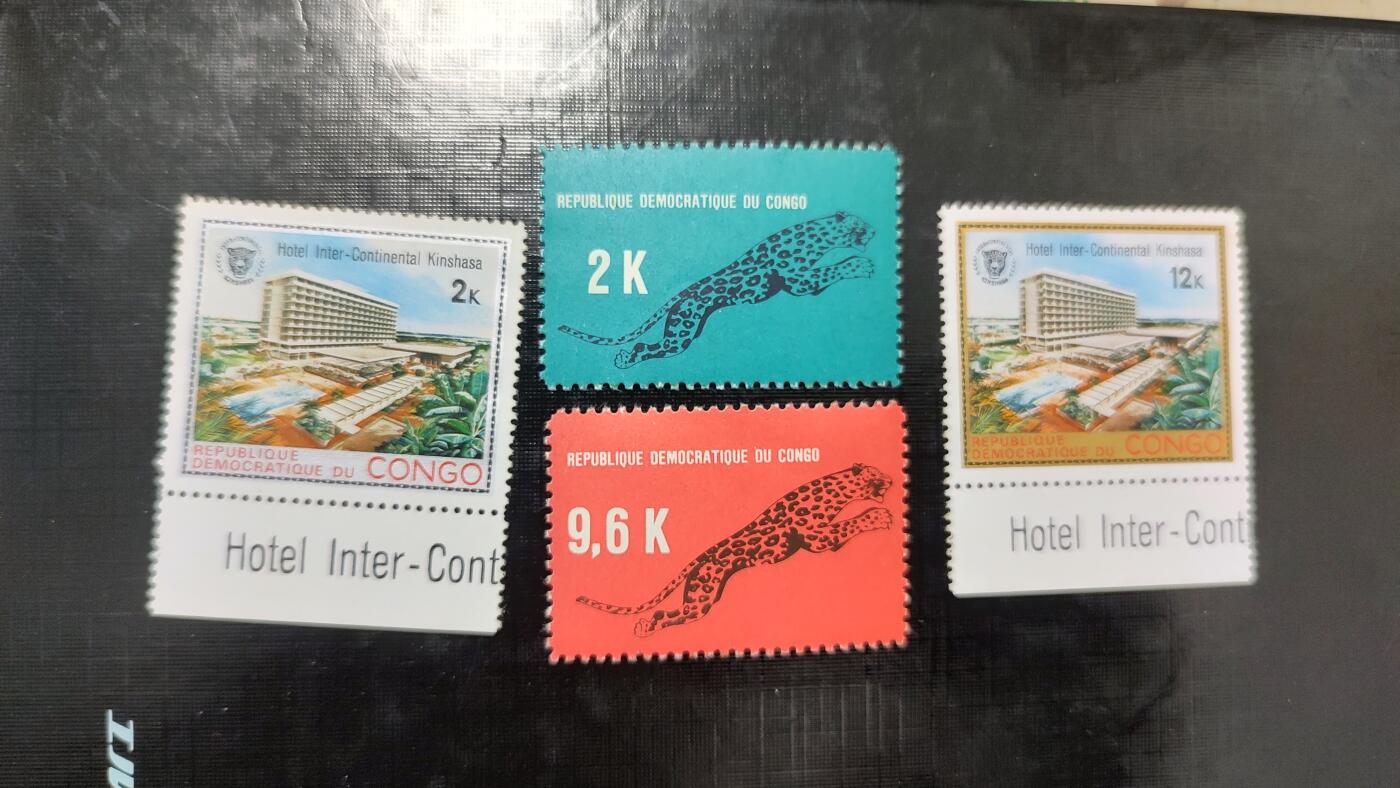 Hotel Inter-Continental Kinshasa
2K
REPUBLIQUE
DEMOCRATIQUE DU CONGO
Hotel Inter-Cont
REPUBLIQUE DEMOCRATIQUE DU CONGO
2 K
REPUBLIQUE DEMOCRATIQUE DU CONGO
9,6 K
Hotel Inter-Continental Kinshasa
12K
REPUBLIQUE
DEMOCRATIQUE DU CONGO
Hotel Inter-Cont